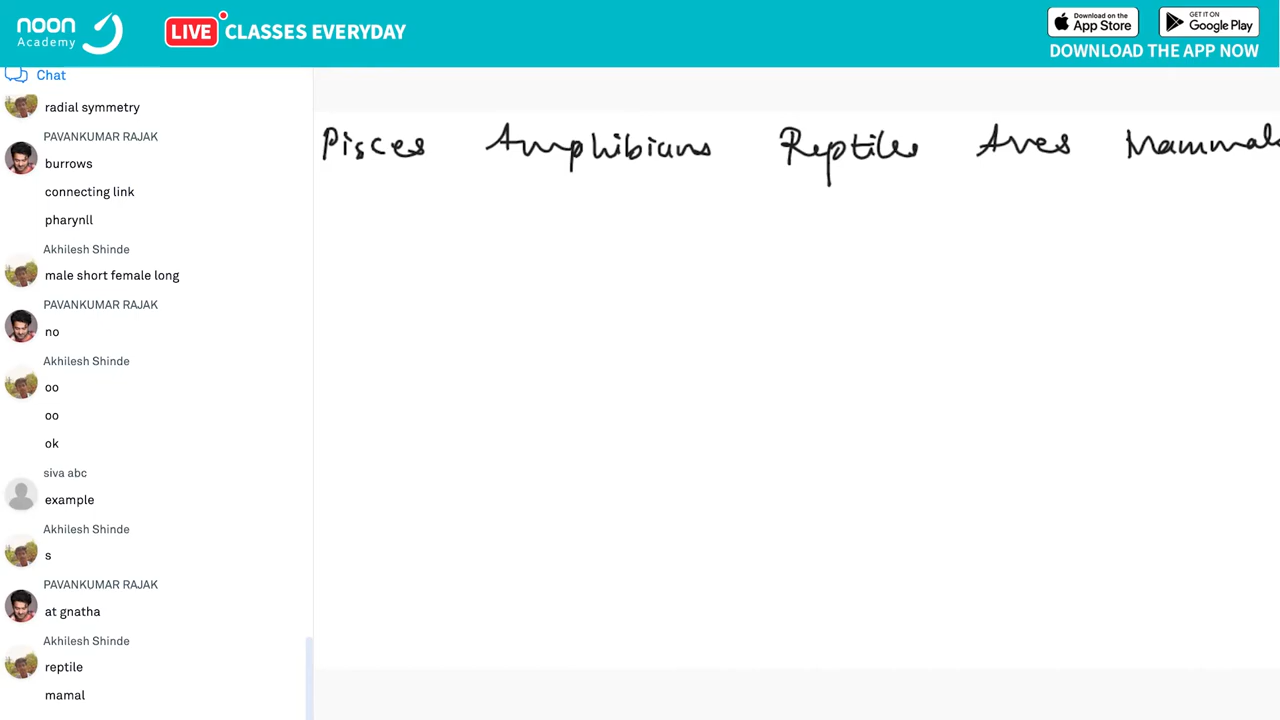 noon
Academy
LIVE CLASSES EVERYDAY
Download on the
App Store
GET IT ON
Google Play
DOWNLOAD THE APP NOW
Chat
radial symmetry
PAVANKUMAR RAJAK
burrows
connecting link
pharynll
Akhilesh Shinde
male short female long
PAVANKUMAR RAJAK
no
Akhilesh Shinde
oo
oo
ok
siva abc
example
Akhilesh Shinde
s
PAVANKUMAR RAJAK
at gnatha
Akhilesh Shinde
reptile
mamal
Pisces Amphibians Reptiles Aves Mammals